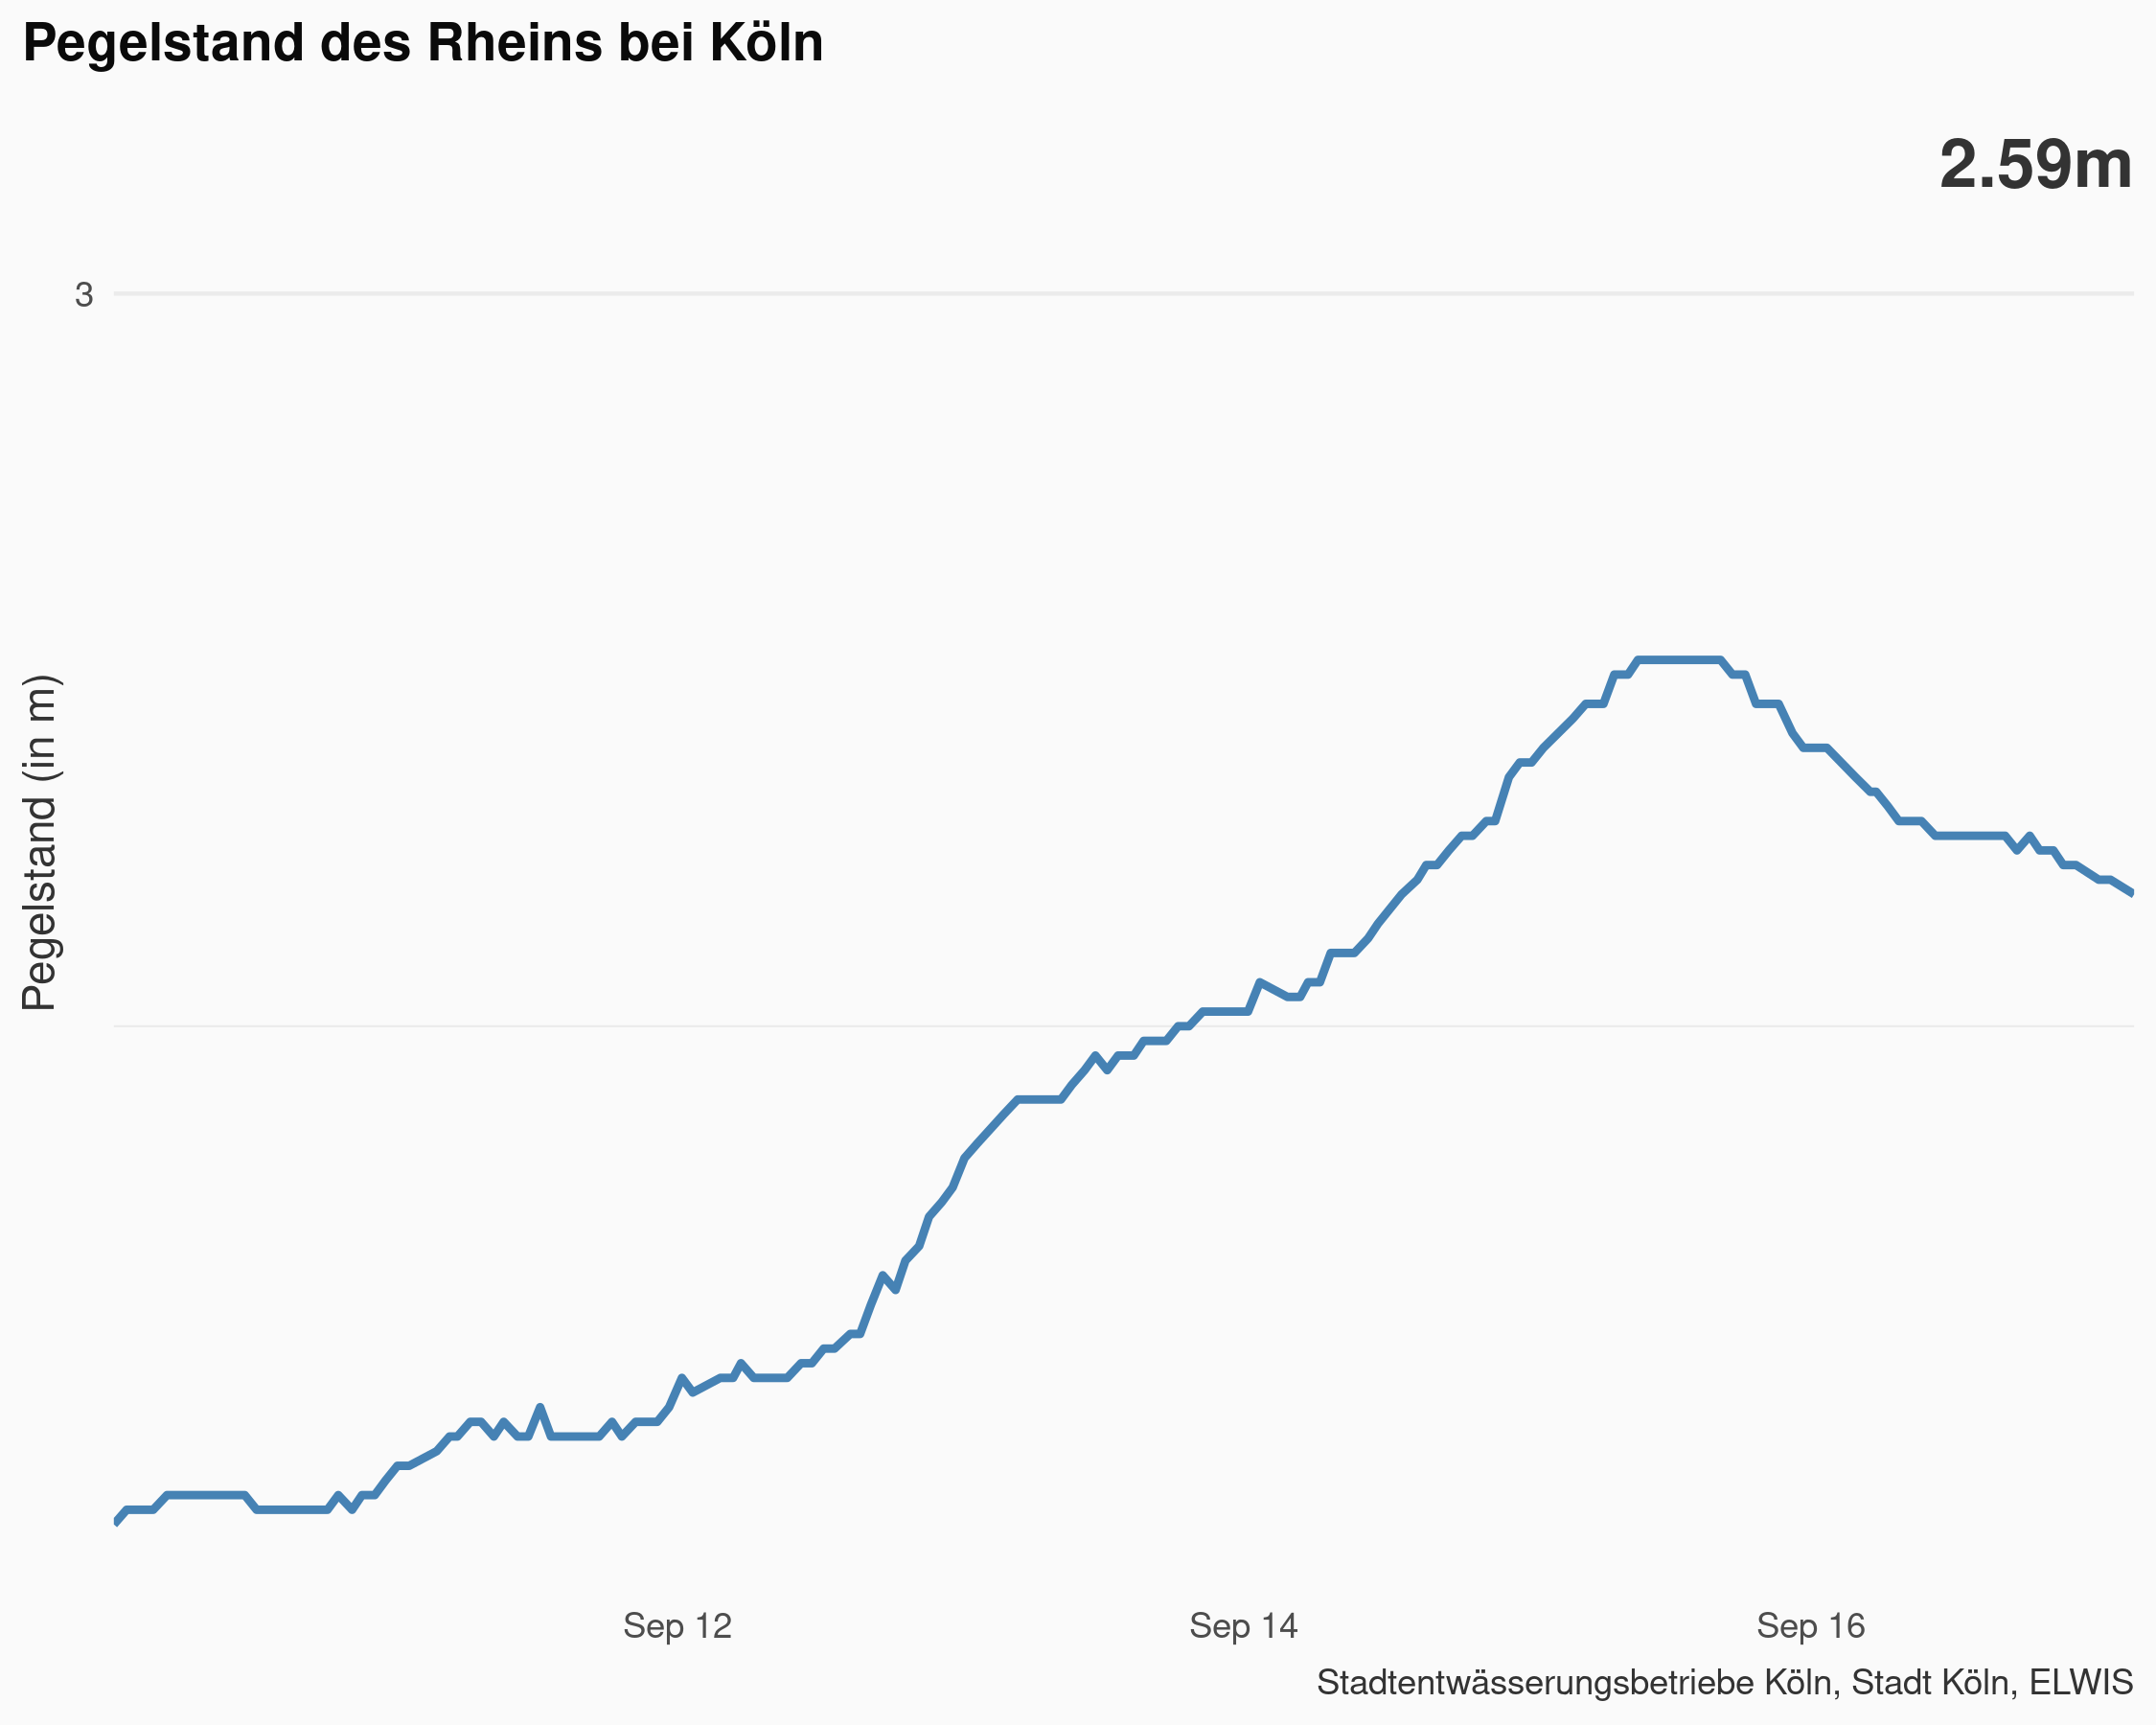 Pegelstand des Rheins bei Köln
2.59m
3
Pegelstand (in m)
Sep 12
Sep 14
Sep 16
Stadtentwässerungsbetriebe Köln, Stadt Köln, ELWIS